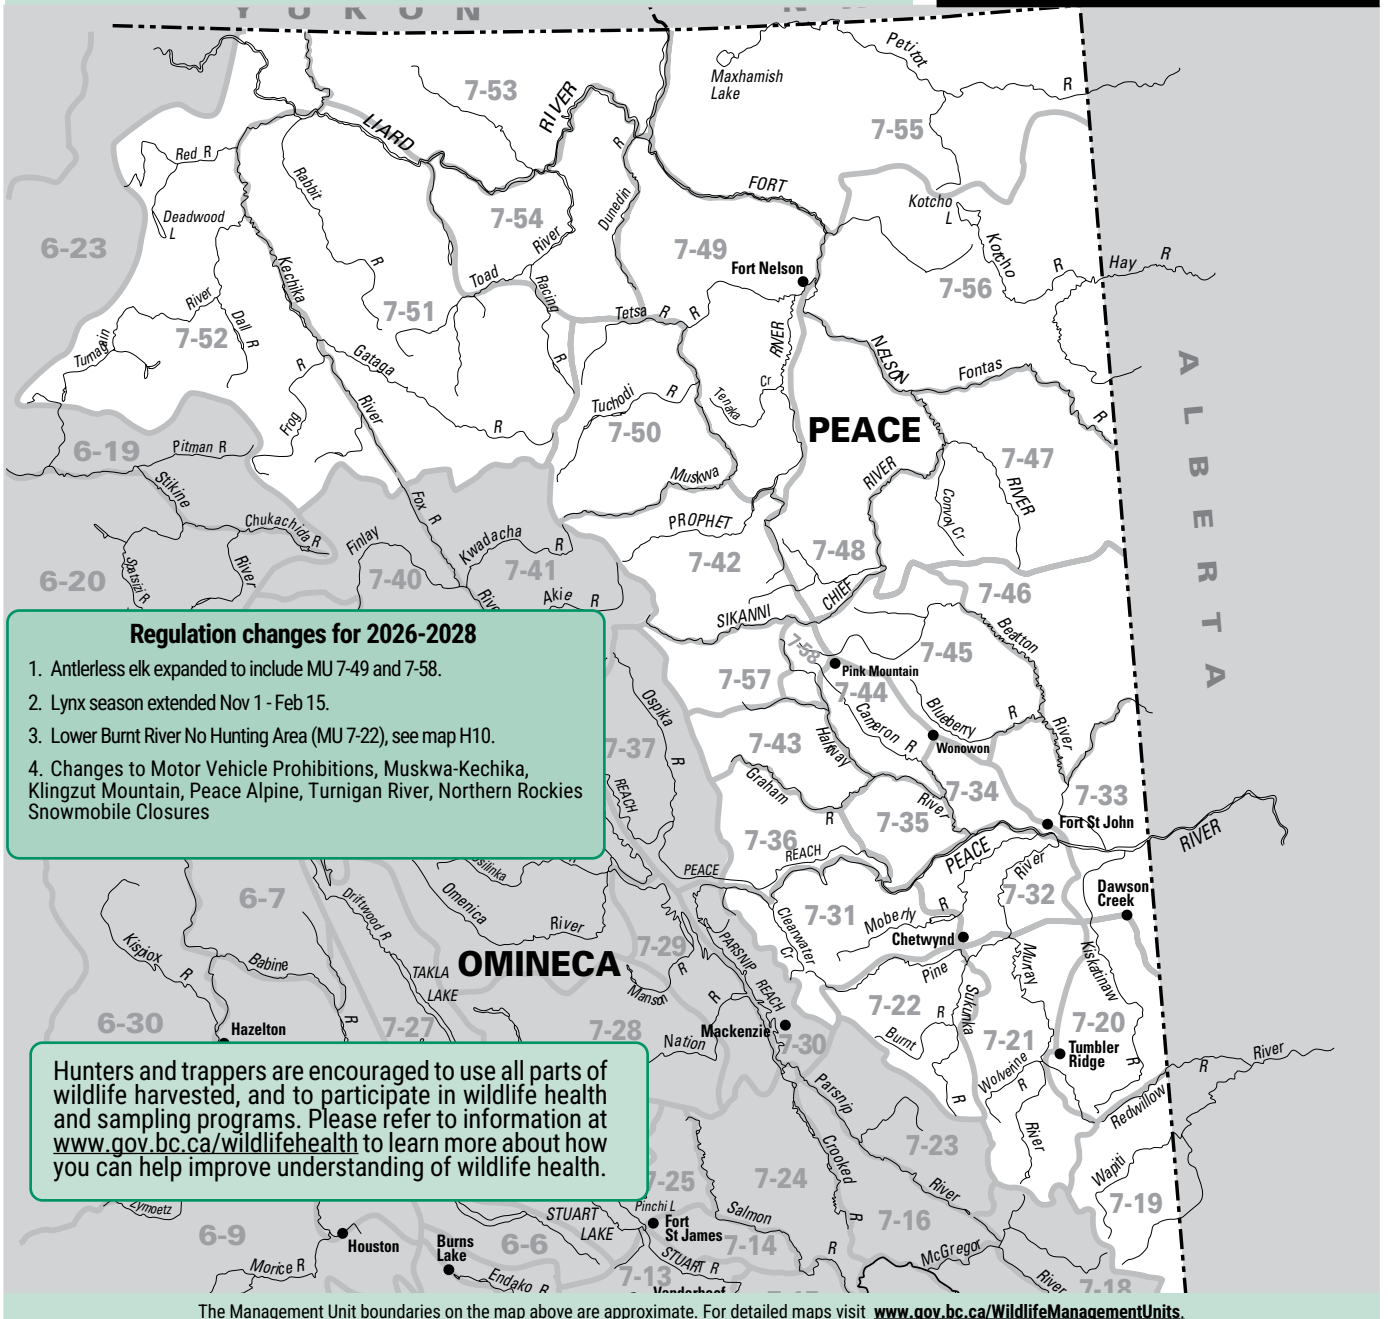 YUKON
Petitot
R
Maxhamish
Lake
7-53
LIARD
RIVER
7-55
Red R
Rabbit
R
Dunedin
FORT
Kotcho
L
Deadwood
L
7-54
River
6-23
7-49
Kotcho
R
Hay
R
Fort Nelson
Kechika
R
Toad
Racing
7-56
River
7-51
Tetsa
R
R
RIVER
7-52
Dall R
Tumagain
Gataga
R
NELSON
Fontas
R
ALBERTA
River
Frog
R
Tuchodi
R
Tenaka
Cr
PEACE
7-50
6-19
Pitman R
7-47
Muskwa
RIVER
RIVER
Stikine
Fox R
Conroy Cr
Chukachida R
PROPHET
Finlay
Kwadacha
R
7-48
7-42
River
6-20
Spatsizi R
7-40
7-41
7-46
Akie
R
CHIEF
SIKANNI
Beatton
Regulation changes for 2026-2028
1. Antlerless elk expanded to include MU 7-49 and 7-58.
2. Lynx season extended Nov 1 - Feb 15.
3. Lower Burnt River No Hunting Area (MU 7-22), see map H10.
4. Changes to Motor Vehicle Prohibitions, Muskwa-Kechika,
Klingzut Mountain, Peace Alpine, Turnigan River, Northern Rockies
Snowmobile Closures
7-58
7-45
Pink Mountain
7-57
7-44
Ospika
R
Blueberry
R
River
Cameron R
Halfway
7-37
7-43
Wonowon
REACH
Graham
R
River
7-34
7-33
7-35
Fort St John
7-36
RIVER
REACH
PEACE
River
PEACE
Omenica
River
6-7
Driftwood R
7-32
Dawson
Creek
7-31
Moberly
R
Clearwater
Cr
Chetwynd
Kispiox
R
Babine
R
7-29
PARSNIP
REACH
Murray
Kiskatinaw
R
OMINECA
TAKLA
LAKE
Manson
R
R
Pine
R
Sukunka
R
7-22
6-30
Hazelton
7-27
7-28
Nation
Mackenzie
7-30
Burnt
7-20
7-21
Tumbler
Ridge
River
R
Wolverine
R
Redwillow
Hunters and trappers are encouraged to use all parts of
wildlife harvested, and to participate in wildlife health
and sampling programs. Please refer to information at
www.gov.bc.ca/wildlifehealth to learn more about how
you can help improve understanding of wildlife health.
Parsnip
River
River
Crooked
R
7-23
Wapiti
7-25
7-24
7-19
Zymoetz
Pinchi L
Salmon
R
7-16
STUART
LAKE
Fort
St James
6-9
Houston
Burns
Lake
6-6
7-14
McGregor
River
Morice R
Endako R
STUART R
7-13
7-18
Vanderhoof
The Management Unit boundaries on the map above are approximate. For detailed maps visit www.gov.bc.ca/WildlifeManagementUnits.